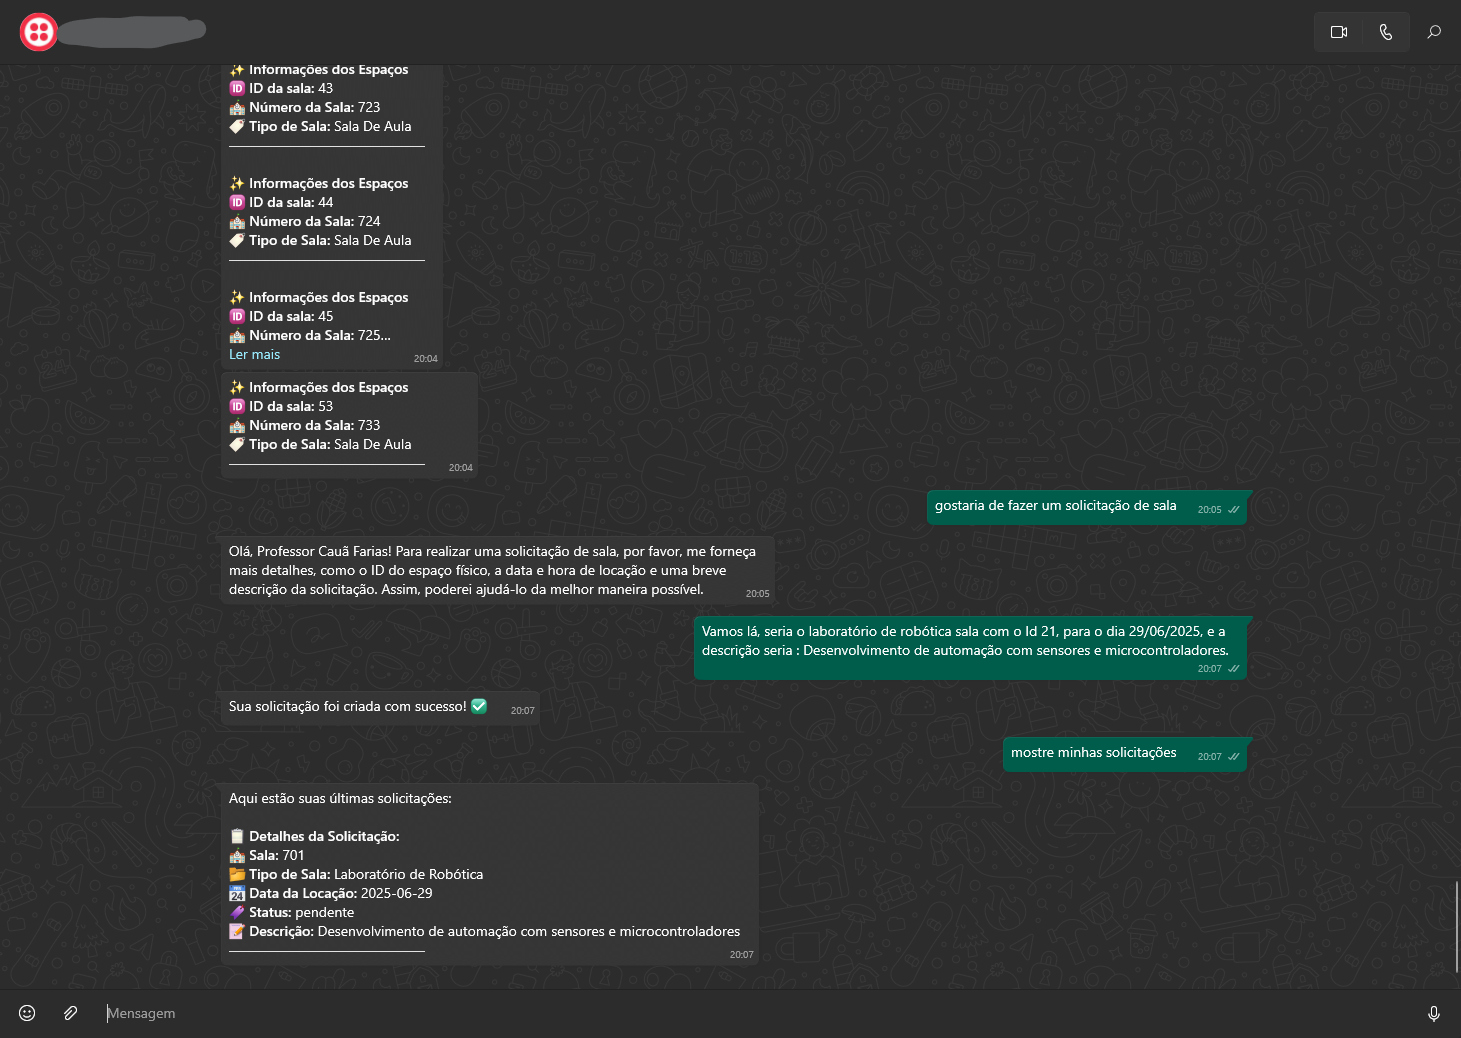 Informações dos Espaços
ID da sala: 43
Número da Sala: 723
Tipo de Sala: Sala De Aula
Informações dos Espaços
ID da sala: 44
Número da Sala: 724
Tipo de Sala: Sala De Aula
Informações dos Espaços
ID da sala: 45
Número da Sala: 725...
Ler mais
20:04
Informações dos Espaços
ID da sala: 53
Número da Sala: 733
Tipo de Sala: Sala De Aula
20:04
gostaria de fazer um solicitação de sala
20:05
Olá, Professor Cauã Farias! Para realizar uma solicitação de sala, por favor, me forneça
mais detalhes, como o ID do espaço físico, a data e hora de locação e uma breve
descrição da solicitação. Assim, poderei ajudá-lo da melhor maneira possível.
20:05
Vamos lá, seria o laboratório de robótica sala com o Id 21, para o dia 29/06/2025, e a
descrição seria : Desenvolvimento de automação com sensores e microcontroladores.
20:07
Sua solicitação foi criada com sucesso!
20:07
mostre minhas solicitações
20:07
Aqui estão suas últimas solicitações:
Detalhes da Solicitação:
Sala: 701
Tipo de Sala: Laboratório de Robótica
Data da Locação: 2025-06-29
Status: pendente
Descrição: Desenvolvimento de automação com sensores e microcontroladores
20:07
Mensagem